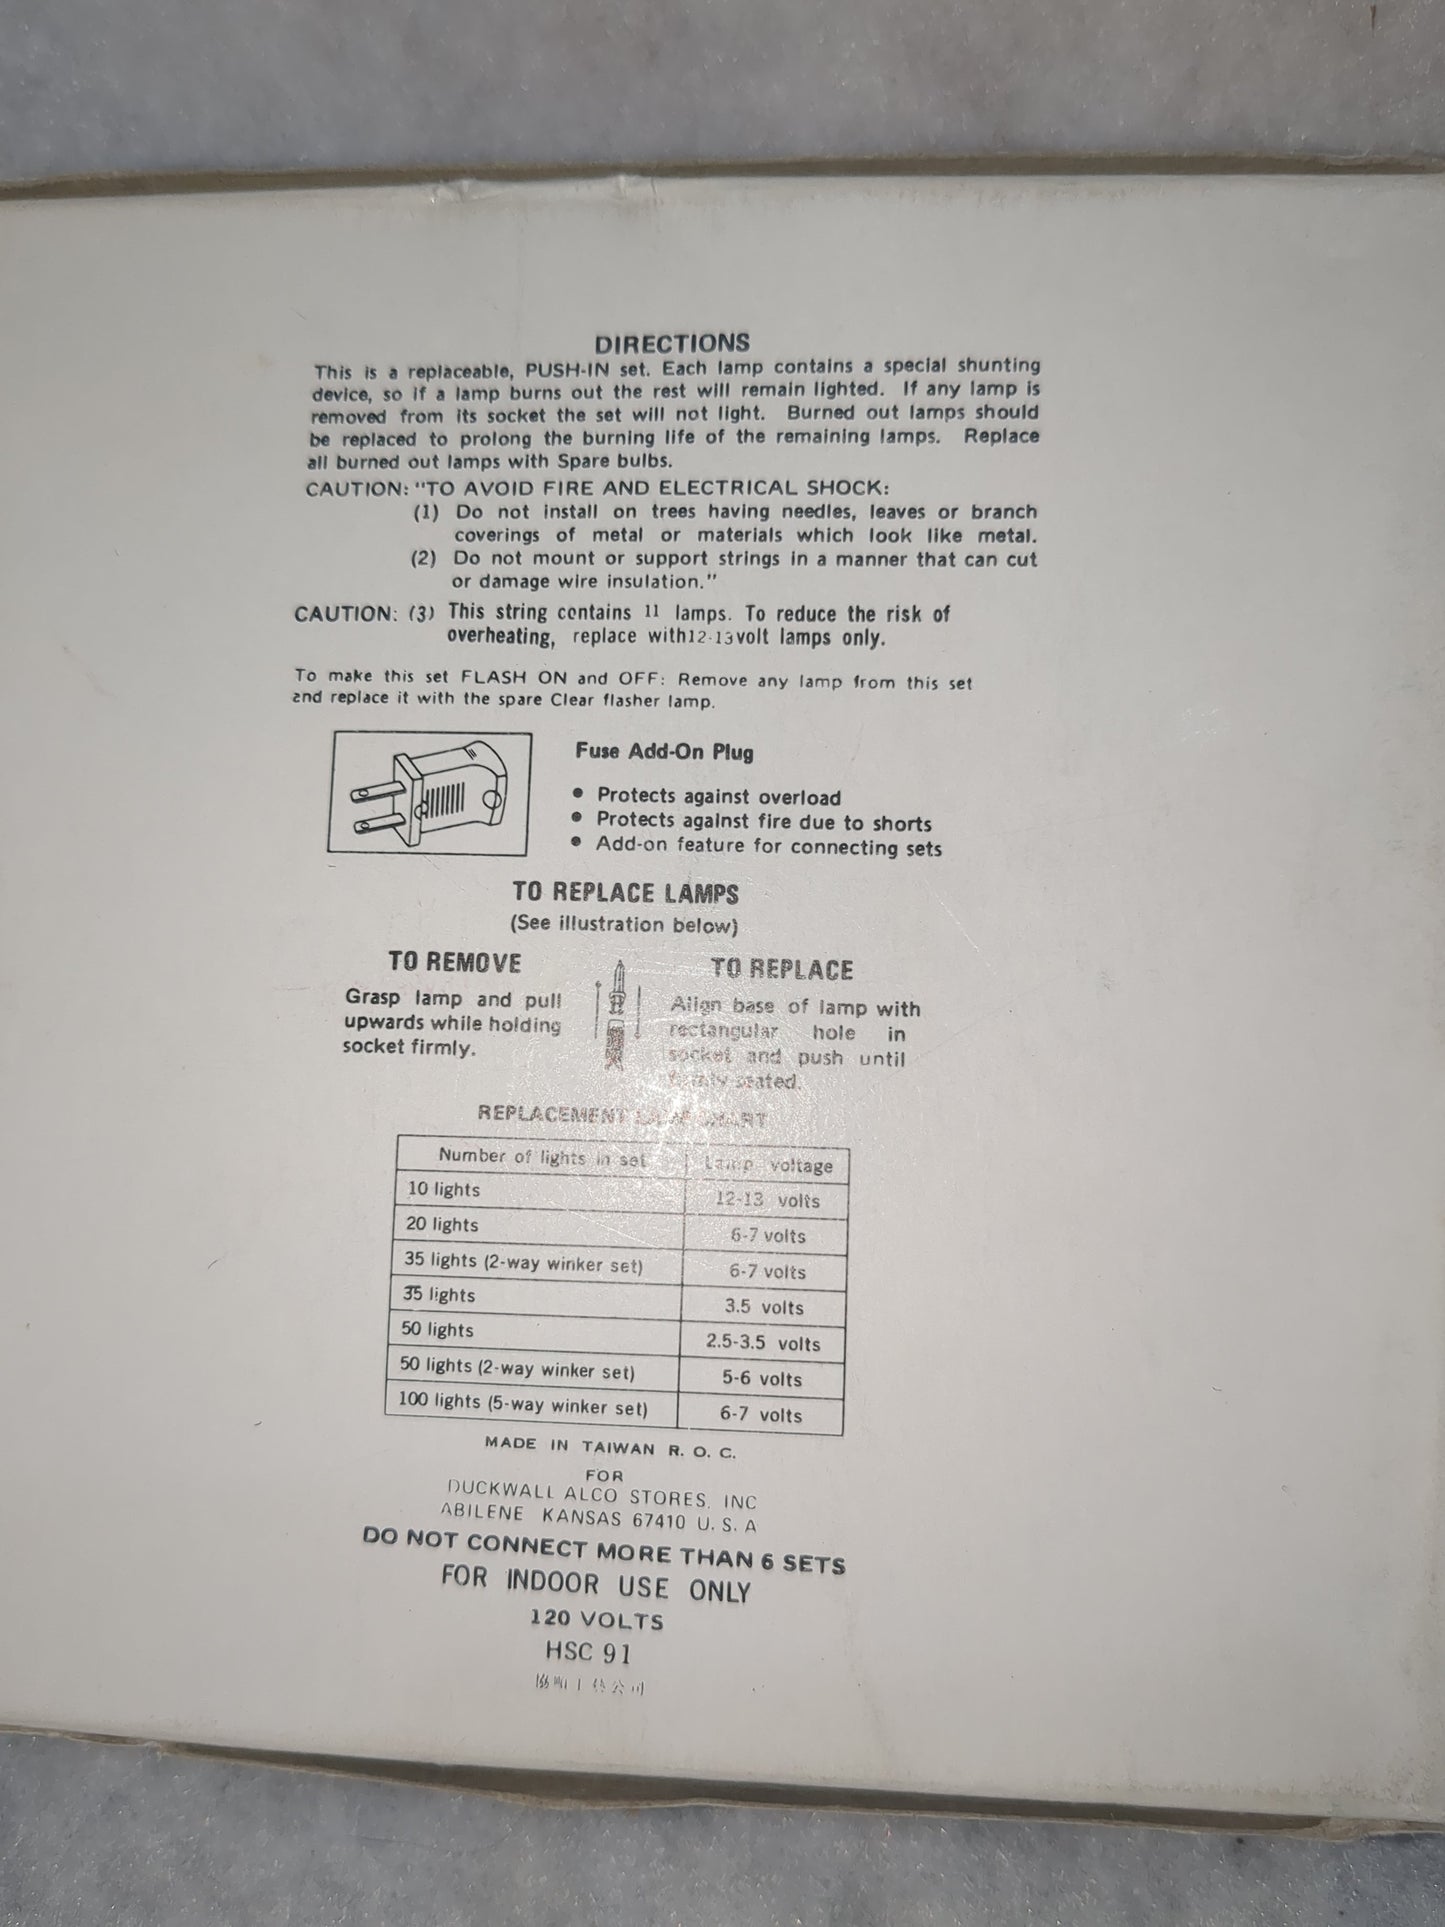 DIRECTIONS
This is a replaceable, PUSH-IN set. Each lamp contains a special shunting
device, so if a lamp burns out the rest will remain lighted. If any lamp is
removed from its socket the set will not light. Burned out lamps should
be replaced to prolong the burning life of the remaining lamps. Replace
all burned out lamps with Spare bulbs.
CAUTION: "TO AVOID FIRE AND ELECTRICAL SHOCK:
(1) Do not install on trees having needles, leaves or branch
coverings of metal or materials which look like metal.
(2) Do not mount or support strings in a manner that can cut
or damage wire insulation."
CAUTION: (3) This string contains 11 lamps. To reduce the risk of
overheating, replace with 12-13 volt lamps only.
To make this set FLASH ON and OFF: Remove any lamp from this set
and replace it with the spare Clear flasher lamp.
Fuse Add-On Plug
• Protects against overload
• Protects against fire due to shorts
• Add-on feature for connecting sets
TO REPLACE LAMPS
(See illustration below)
TO REMOVE
Grasp lamp and pull
upwards while holding
socket firmly.
TO REPLACE
Align base of lamp with
rectangular hole in
socket and push until
firmly seated.
REPLACEMENT LAMP CHART
Number of lights in set Lamp voltage
10 lights 12-13 volts
20 lights 6-7 volts
35 lights (2-way winker set) 6-7 volts
35 lights 3.5 volts
50 lights 2.5-3.5 volts
50 lights (2-way winker set) 5-6 volts
100 lights (5-way winker set) 6-7 volts
MADE IN TAIWAN R. O. C.
FOR
DUCKWALL ALCO STORES, INC
ABILENE KANSAS 67410 U. S. A
DO NOT CONNECT MORE THAN 6 SETS
FOR INDOOR USE ONLY
120 VOLTS
HSC 91
公司